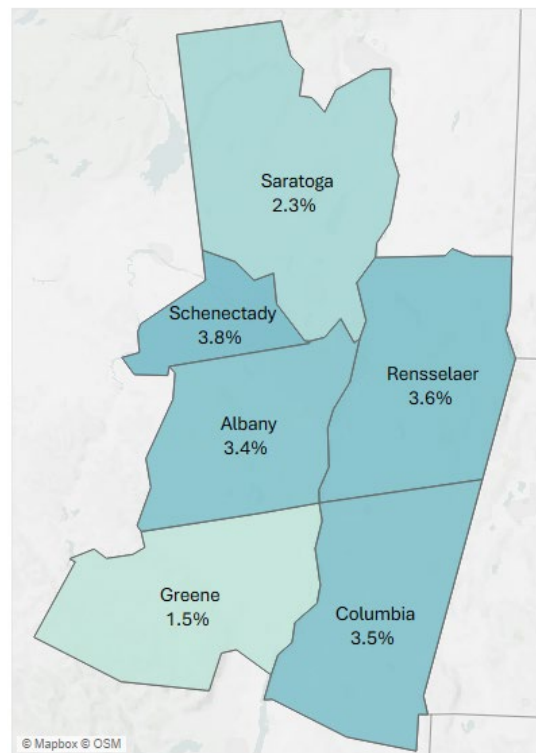 Saratoga
2.3%
Schenectady
3.8%
Rensselaer
3.6%
Albany
3.4%
Greene
1.5%
Columbia
3.5%
© Mapbox © OSM